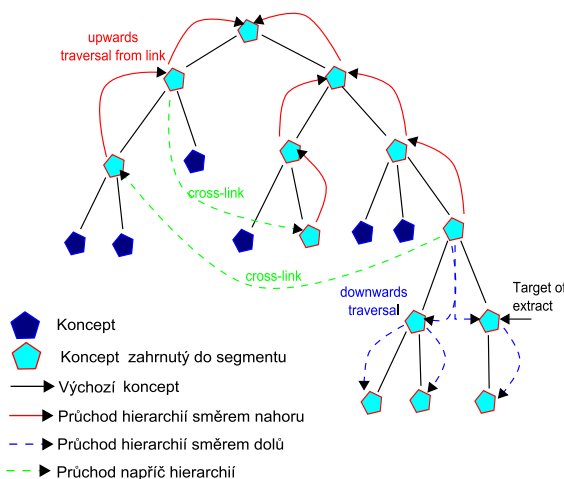 upwards
traversal from link
cross-link
cross-link
downwards
traversal
Target of
extract
Koncept
Koncept zahrnutý do segmentu
Výchozí koncept
Průchod hierarchií směrem nahoru
Průchod hierarchií směrem dolů
Průchod napříč hierarchií